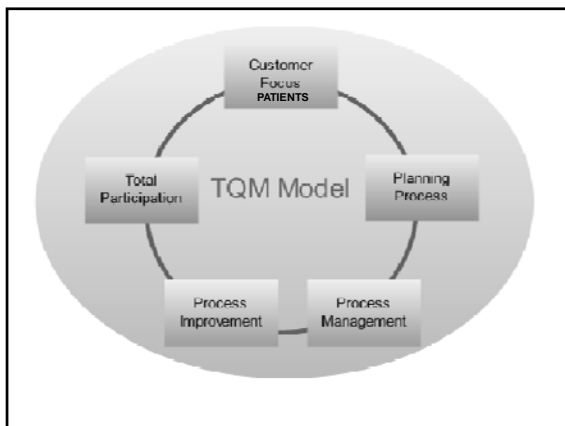 Customer
Focus
PATIENTS
Total
Participation
TQM Model
Planning
Process
Process
Improvement
Process
Management